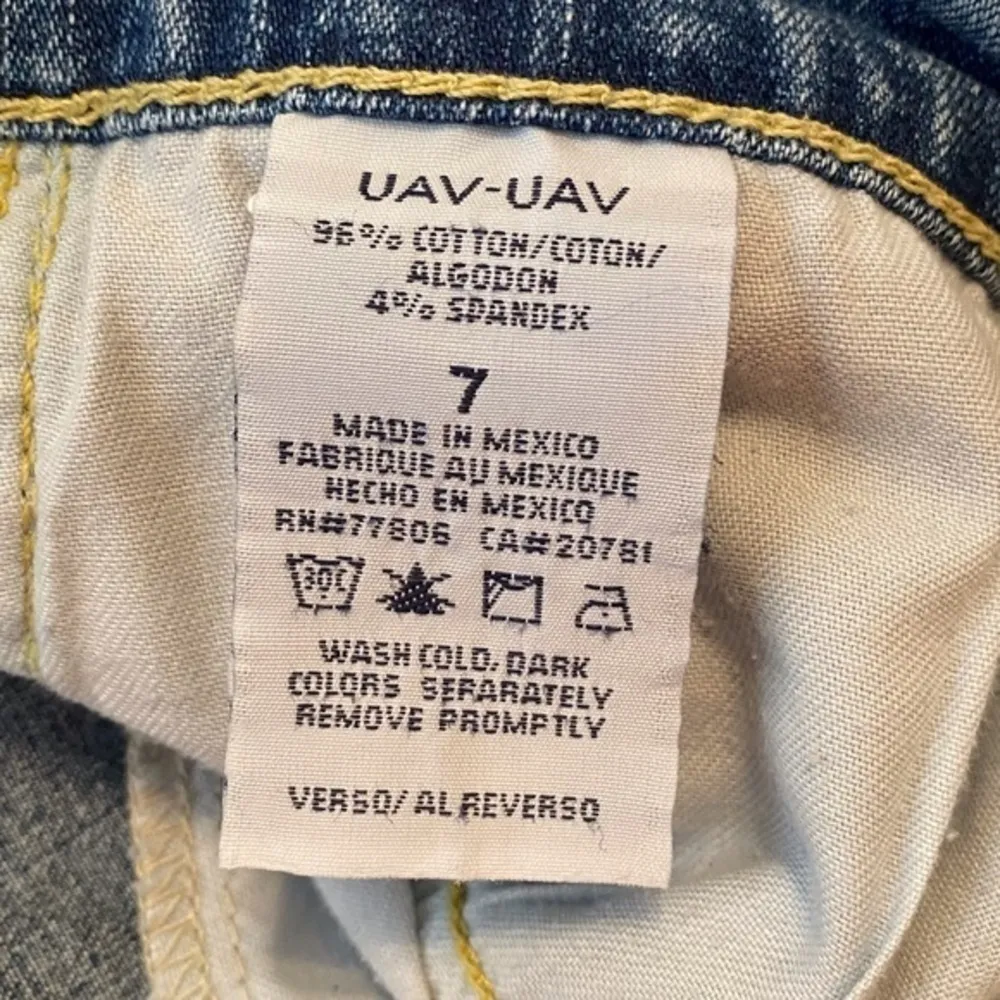 UAV-UAV
96% COTTON/COTON/
ALGODON
4% SPANDEX
7
MADE IN MEXICO
FABRIQUE AU MEXIQUE
HECHO EN MEXICO
RN#77806 CA#20781
30C
WASH COLD, DARK
COLORS SEPARATELY
REMOVE PROMPTLY
VERSO/ AL REVERSO